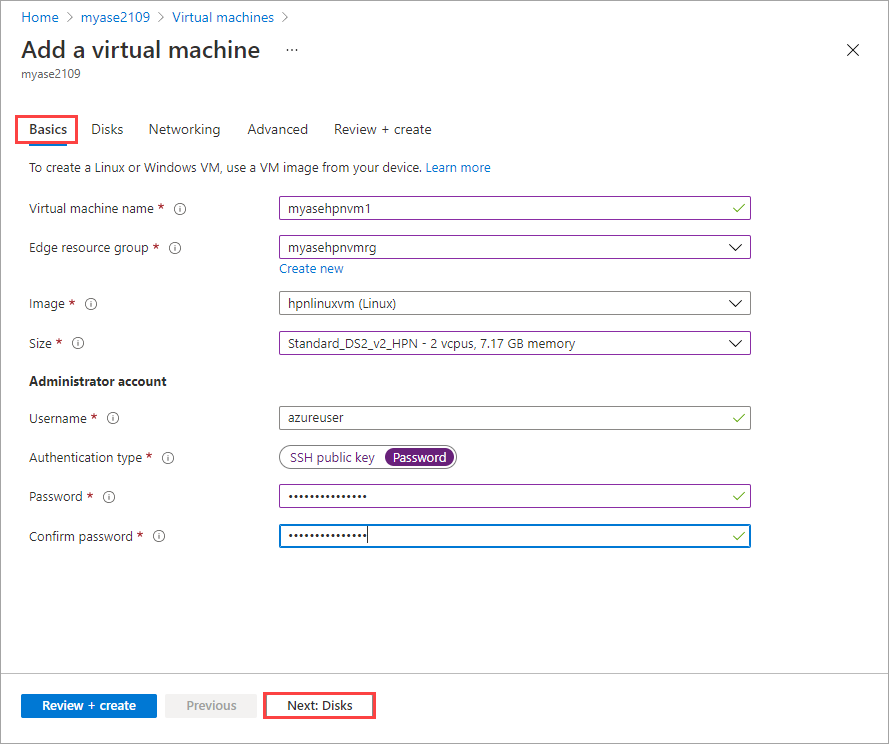 Home > myase2109 > Virtual machines >
Add a virtual machine ...
myase2109
Basics Disks Networking Advanced Review + create
To create a Linux or Windows VM, use a VM image from your device. Learn more
Virtual machine name * myasehpnvm1
Edge resource group * myasehpnvmrg
Create new
Image * hpnlinuxvm (Linux)
Size * Standard_DS2_v2_HPN - 2 vcpus, 7.17 GB memory
Administrator account
Username * azureuser
Authentication type * SSH public key Password
Password * •••••••••••••••
Confirm password * •••••••••••••••
Review + create Previous Next: Disks